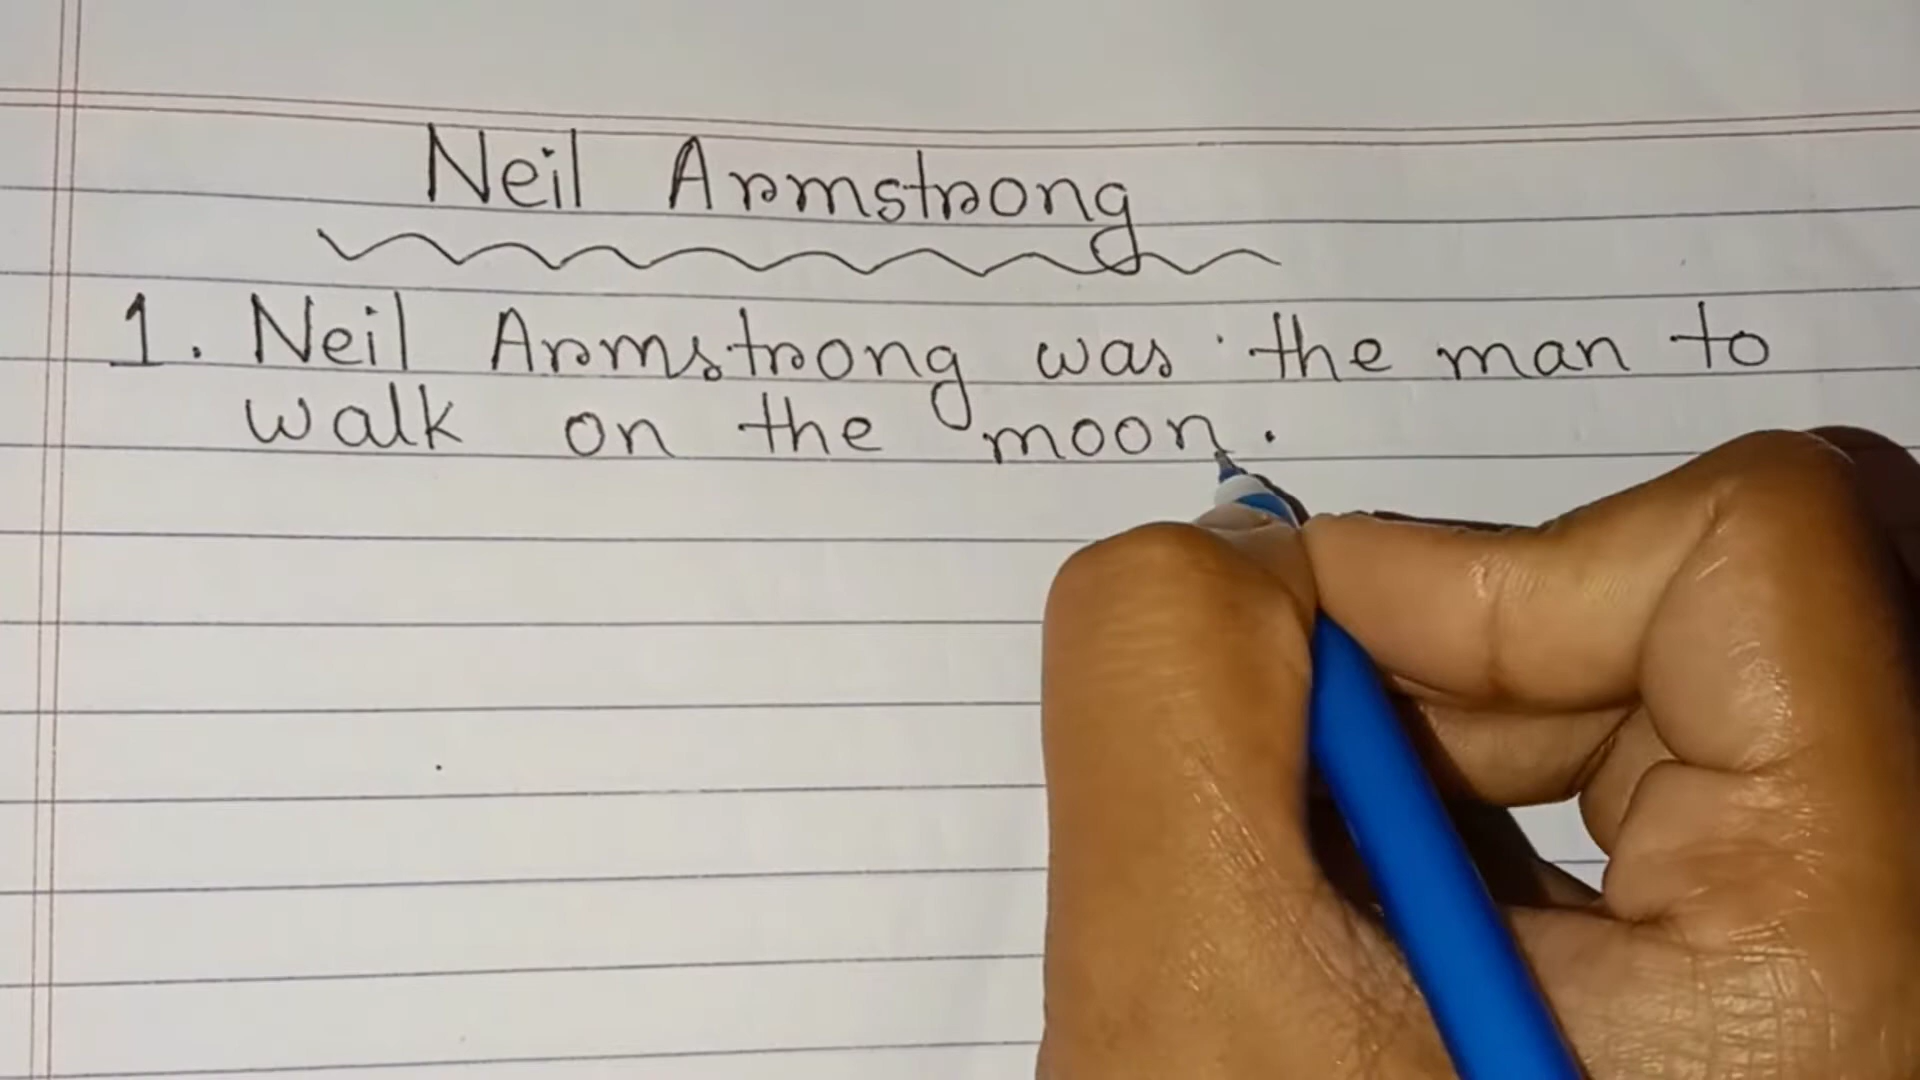 Neil Armstrong
1. Neil Armstrong was the man to
walk on the moon.